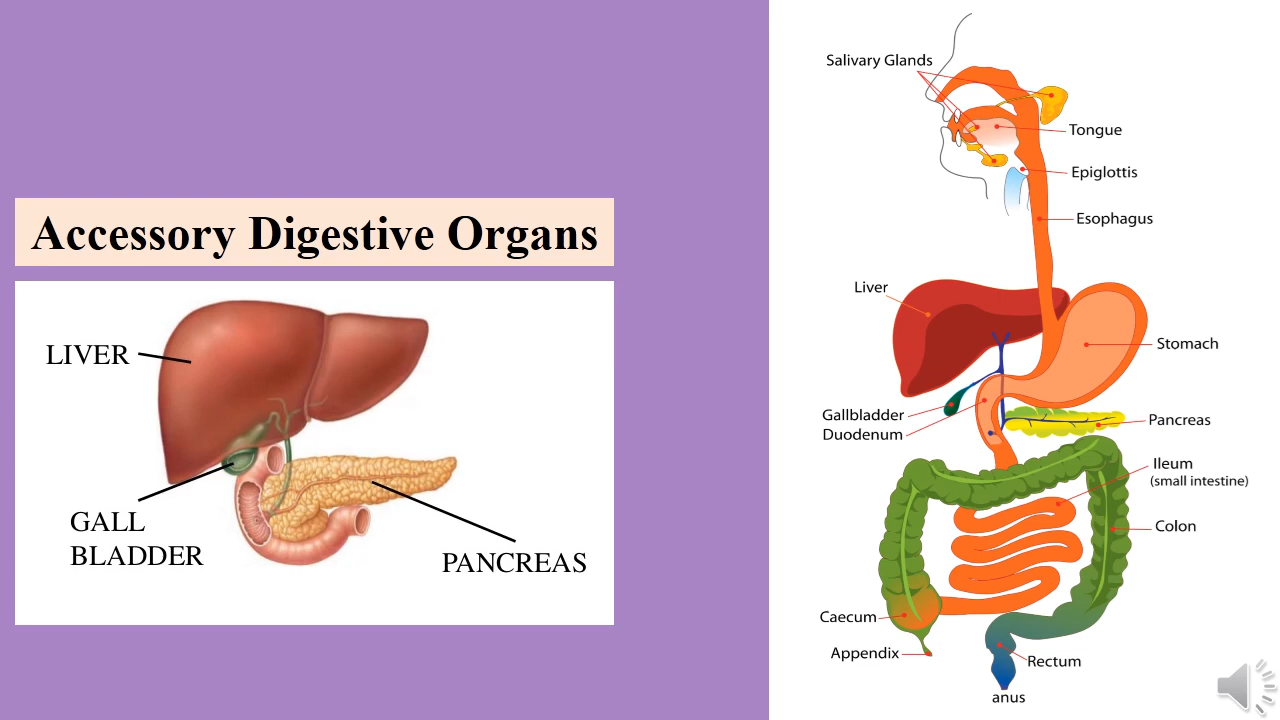 Accessory Digestive Organs
LIVER
GALL
BLADDER
PANCREAS
Salivary Glands
Tongue
Epiglottis
Esophagus
Liver
Stomach
Gallbladder
Duodenum
Pancreas
Ileum
(small intestine)
Colon
Caecum
Appendix
Rectum
anus